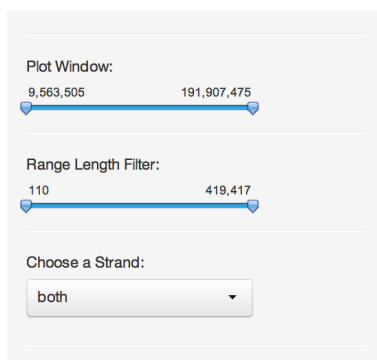 Plot Window:
9,563,505 191,907,475
Range Length Filter:
110 419,417
Choose a Strand:
both